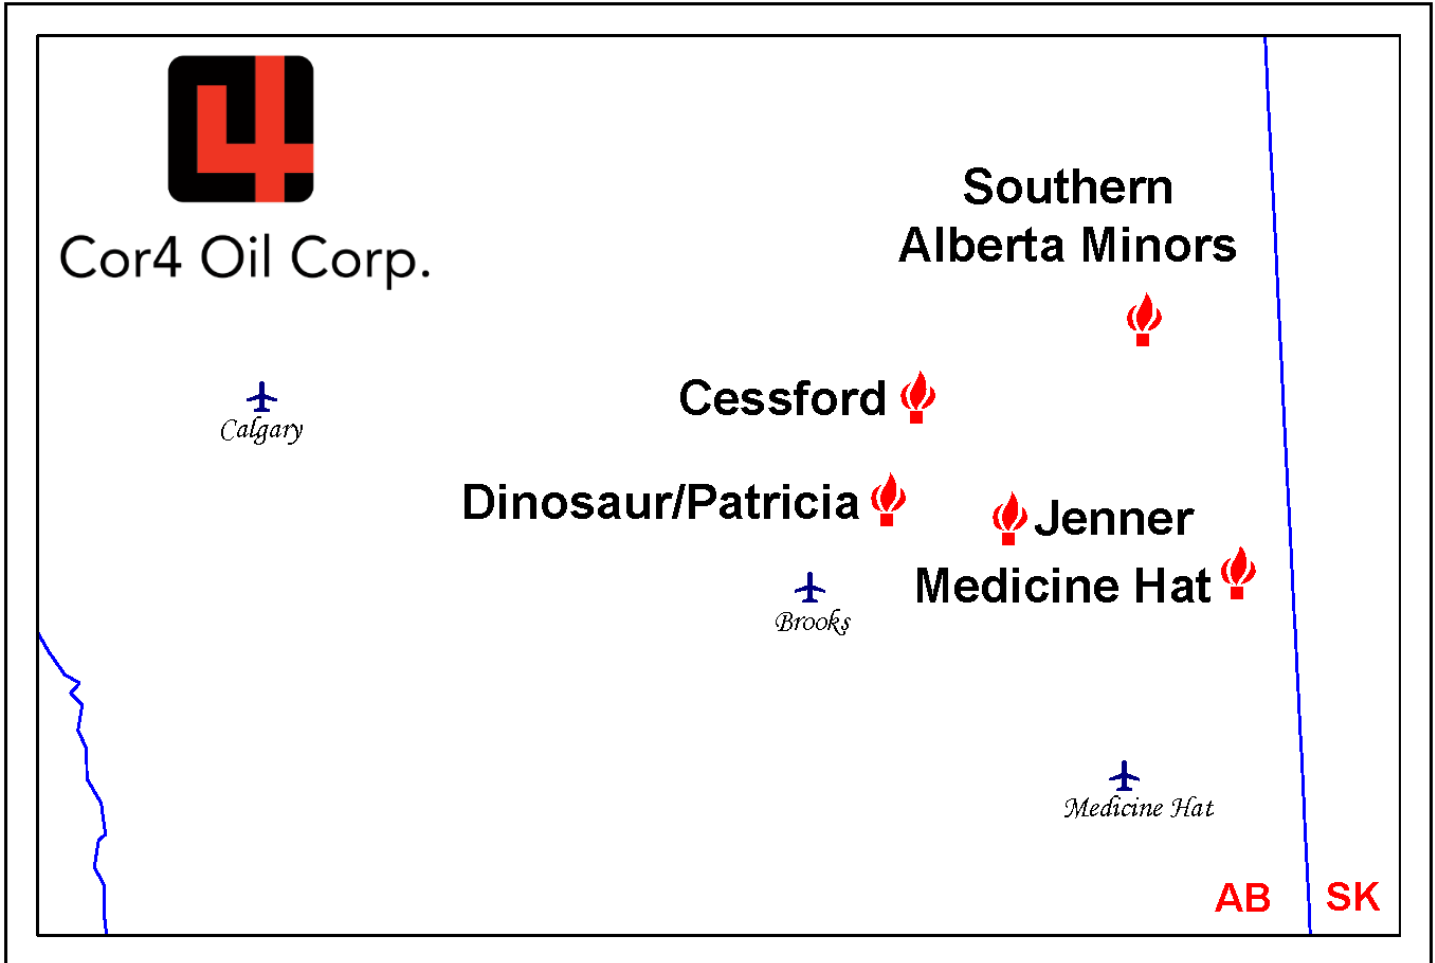 Cor4 Oil Corp.
Southern
Alberta Minors
Cessford
Calgary
Dinosaur/Patricia
Jenner
Medicine Hat
Brooks
Medicine Hat
AB
SK